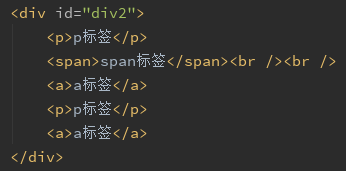 <div id="div2">
    <p>p标签</p>
    <span>span标签</span><br /><br />
    <a>a标签</a>
    <p>p标签</p>
    <a>a标签</a>
</div>